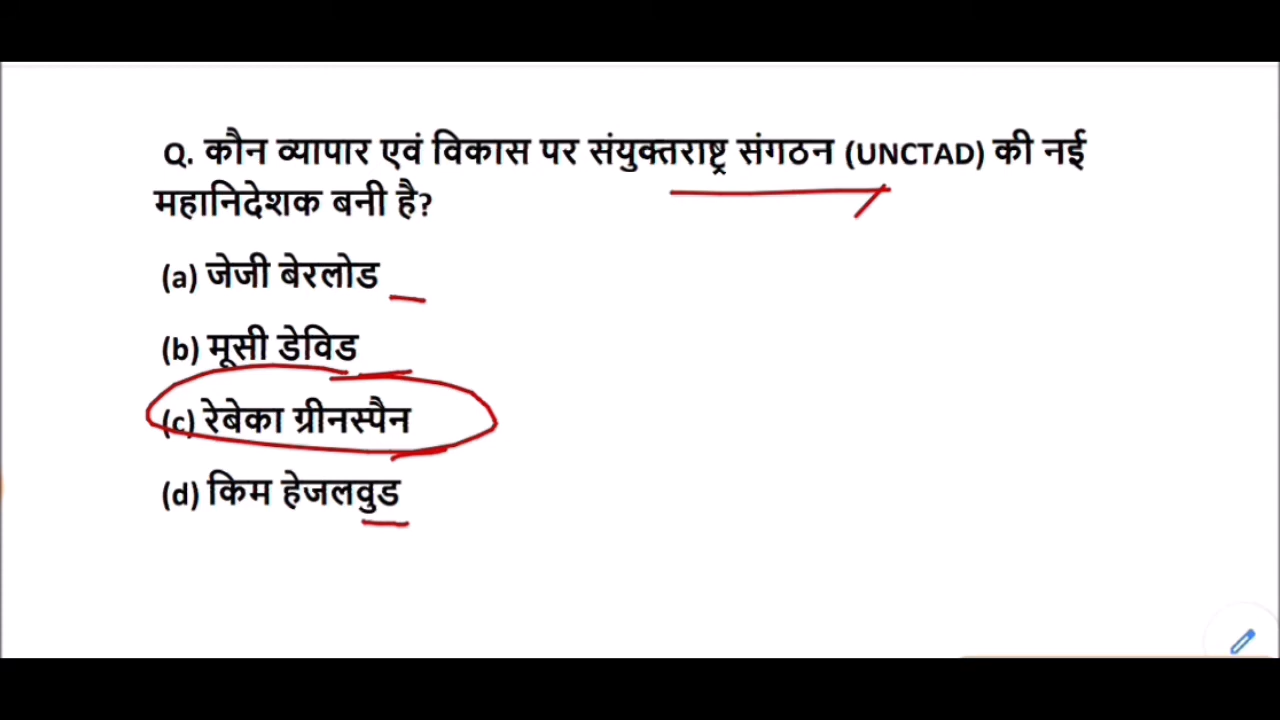 Q. कौन व्यापार एवं विकास पर संयुक्तराष्ट्र संगठन (UNCTAD) की नई
महानिदेशक बनी है?
(a) जेजी बेरलोड
(b) मूसी डेविड
(c) रेबेका ग्रीनस्पैन
(d) किम हेजलवुड